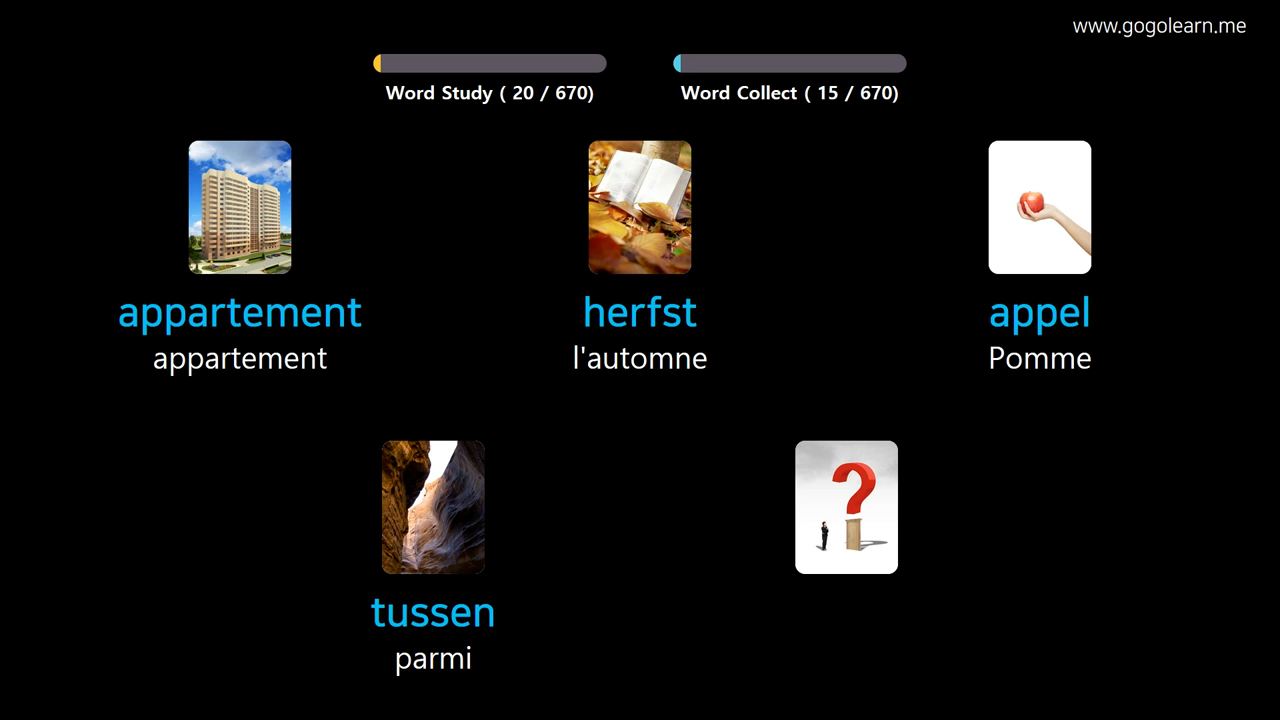 www.gogolearn.me
Word Study ( 20 / 670)
Word Collect ( 15 / 670)
appartement
appartement
herfst
l'automne
appel
Pomme
tussen
parmi
?